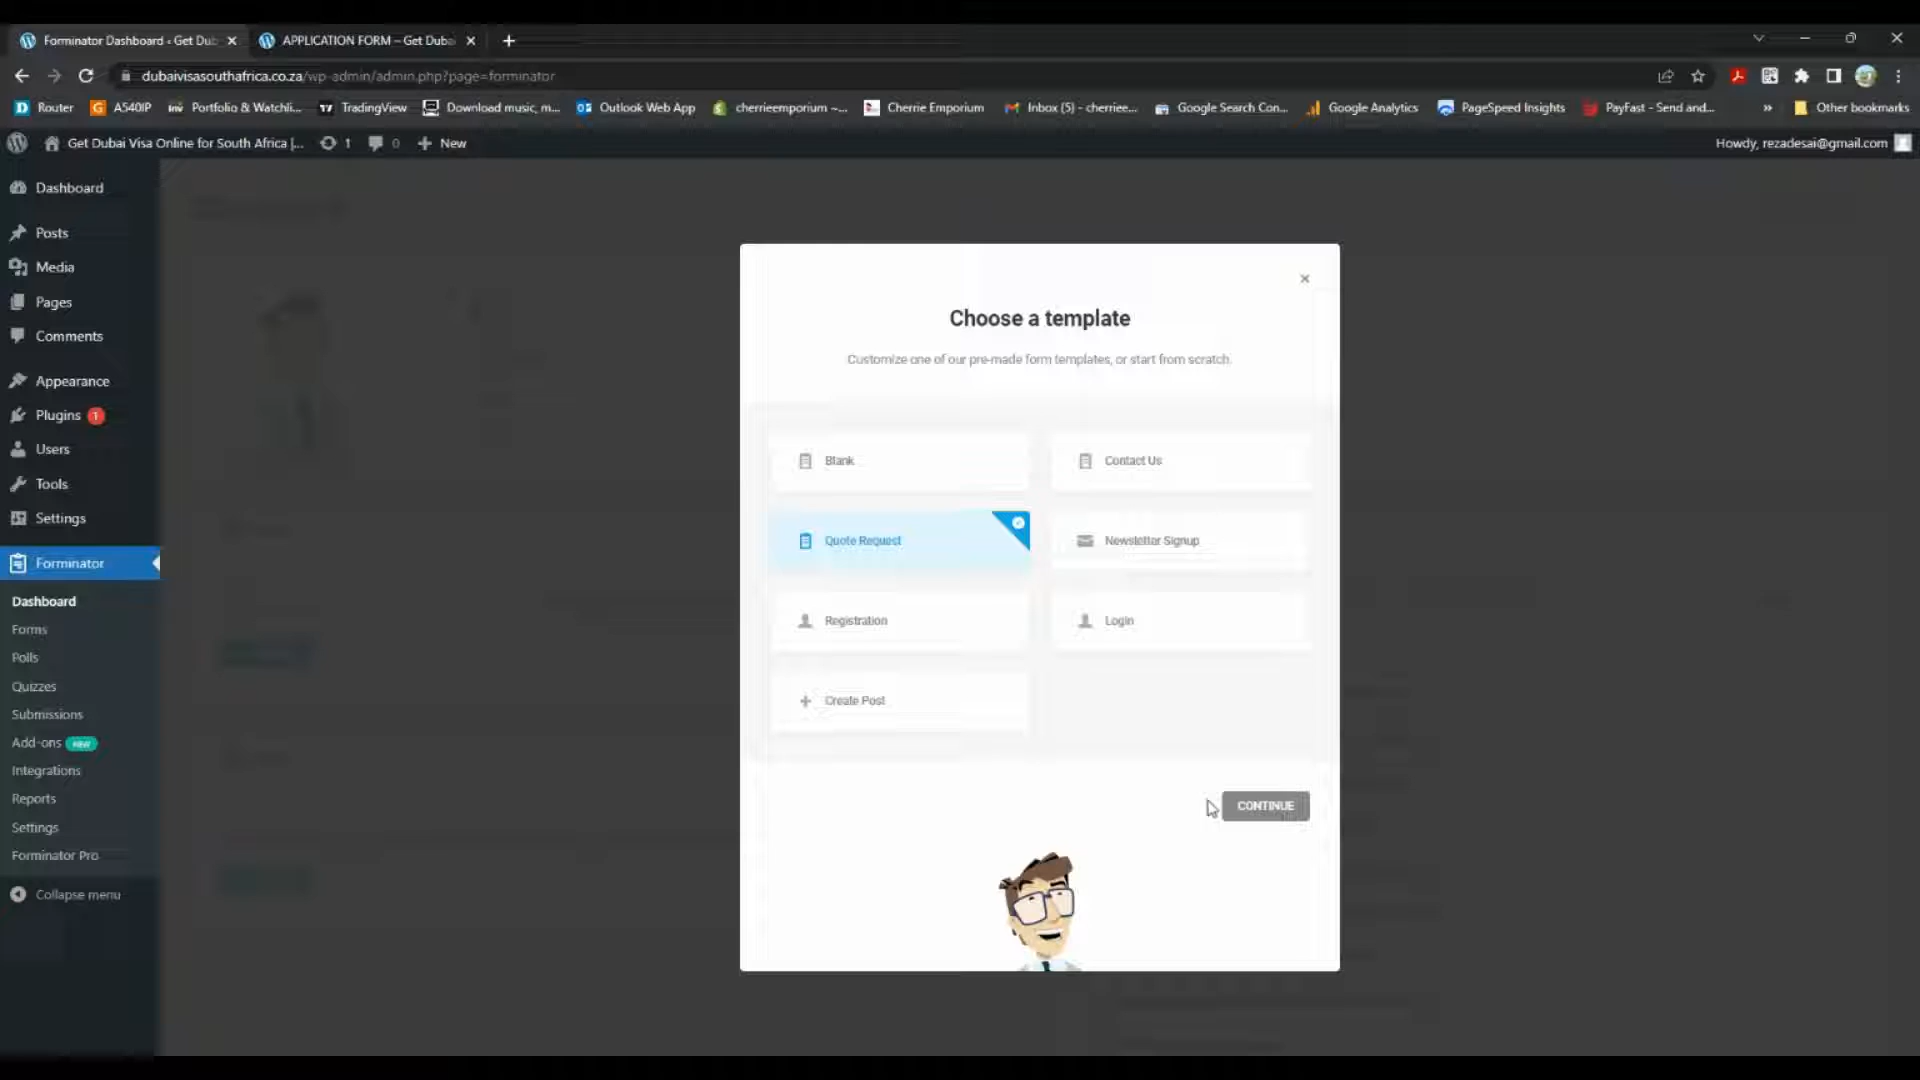 Forminator Dashboard - Get Dub
APPLICATION FORM – Get Duba
dubaivisasouthafrica.co.za/wp-admin/admin.php?page=forminator
Router
A540IP
Portfolio & Watchli...
TradingView
Download music, m...
Outlook Web App
cherrieemporium ~...
Cherrie Emporium
Inbox (5) - cherriee...
Google Search Con...
Google Analytics
PageSpeed Insights
PayFast - Send and...
»
Other bookmarks
Get Dubai Visa Online for South Africa |...
1
0
New
Howdy, rezadesai@gmail.com
Dashboard
Posts
Media
Pages
Comments
Appearance
Plugins 1
Users
Tools
Settings
Forminator
Dashboard
Forms
Polls
Quizzes
Submissions
Add-ons NEW
Integrations
Reports
Settings
Forminator Pro
Collapse menu
Choose a template
Customize one of our pre-made form templates, or start from scratch.
Blank
Contact Us
Quote Request
Newsletter Signup
Registration
Login
Create Post
CONTINUE